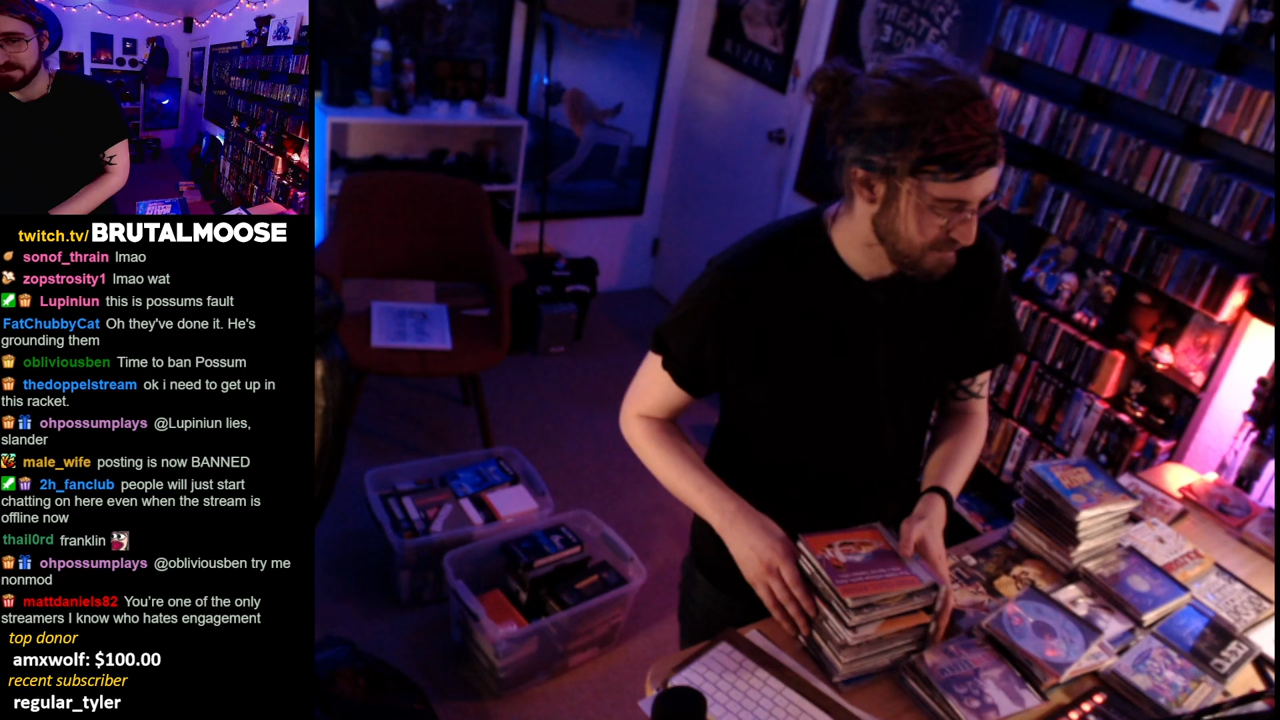 twitch.tv/BRUTALMOOSE
sonof_thrain lmao
zopstrosity1 lmao wat
Lupiniun this is possums fault
FatChubbyCat Oh they've done it. He's
grounding them
obliviousben Time to ban Possum
thedoppelstream ok i need to get up in
this racket.
ohpossumplays @Lupiniun lies,
slander
male_wife posting is now BANNED
2h_fanclub people will just start
chatting on here even when the stream is
offline now
thail0rd franklin
ohpossumplays @obliviousben try me
nonmod
mattdaniels82 You're one of the only
streamers I know who hates engagement
top donor
amxwolf: $100.00
recent subscriber
regular_tyler
THEATER